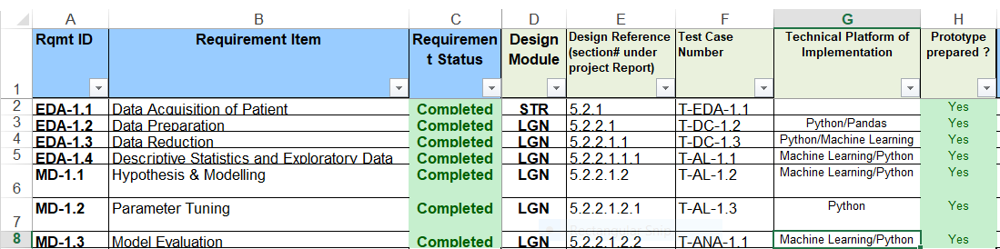 A B C D E F G H
1 Rqmt ID Requirement Item Requiremen t Status Design Module Design Reference (section# under project Report) Test Case Number Technical Platform of Implementation Prototype prepared ?
2 EDA-1.1 Data Acquisition of Patient Completed STR 5.2.1 T-EDA-1.1 Yes
3 EDA-1.2 Data Preparation Completed LGN 5.2.2.1 T-DC-1.2 Python/Pandas Yes
4 EDA-1.3 Data Reduction Completed LGN 5.2.2.1.1 T-DC-1.3 Python/Machine Learning Yes
5 EDA-1.4 Descriptive Statistics and Exploratory Data Completed LGN 5.2.2.1.1.1 T-AL-1.1 Machine Learning/Python Yes
6 MD-1.1 Hypothesis & Modelling Completed LGN 5.2.2.1.2 T-AL-1.2 Machine Learning/Python Yes
7 MD-1.2 Parameter Tuning Completed LGN 5.2.2.1.2.1 T-AL-1.3 Python Yes
Rectangular Snip
8 MD-1.3 Model Evaluation Completed LGN 5.2.2.1.2.2 T-ANA-1.1 Machine Learning/Python Yes